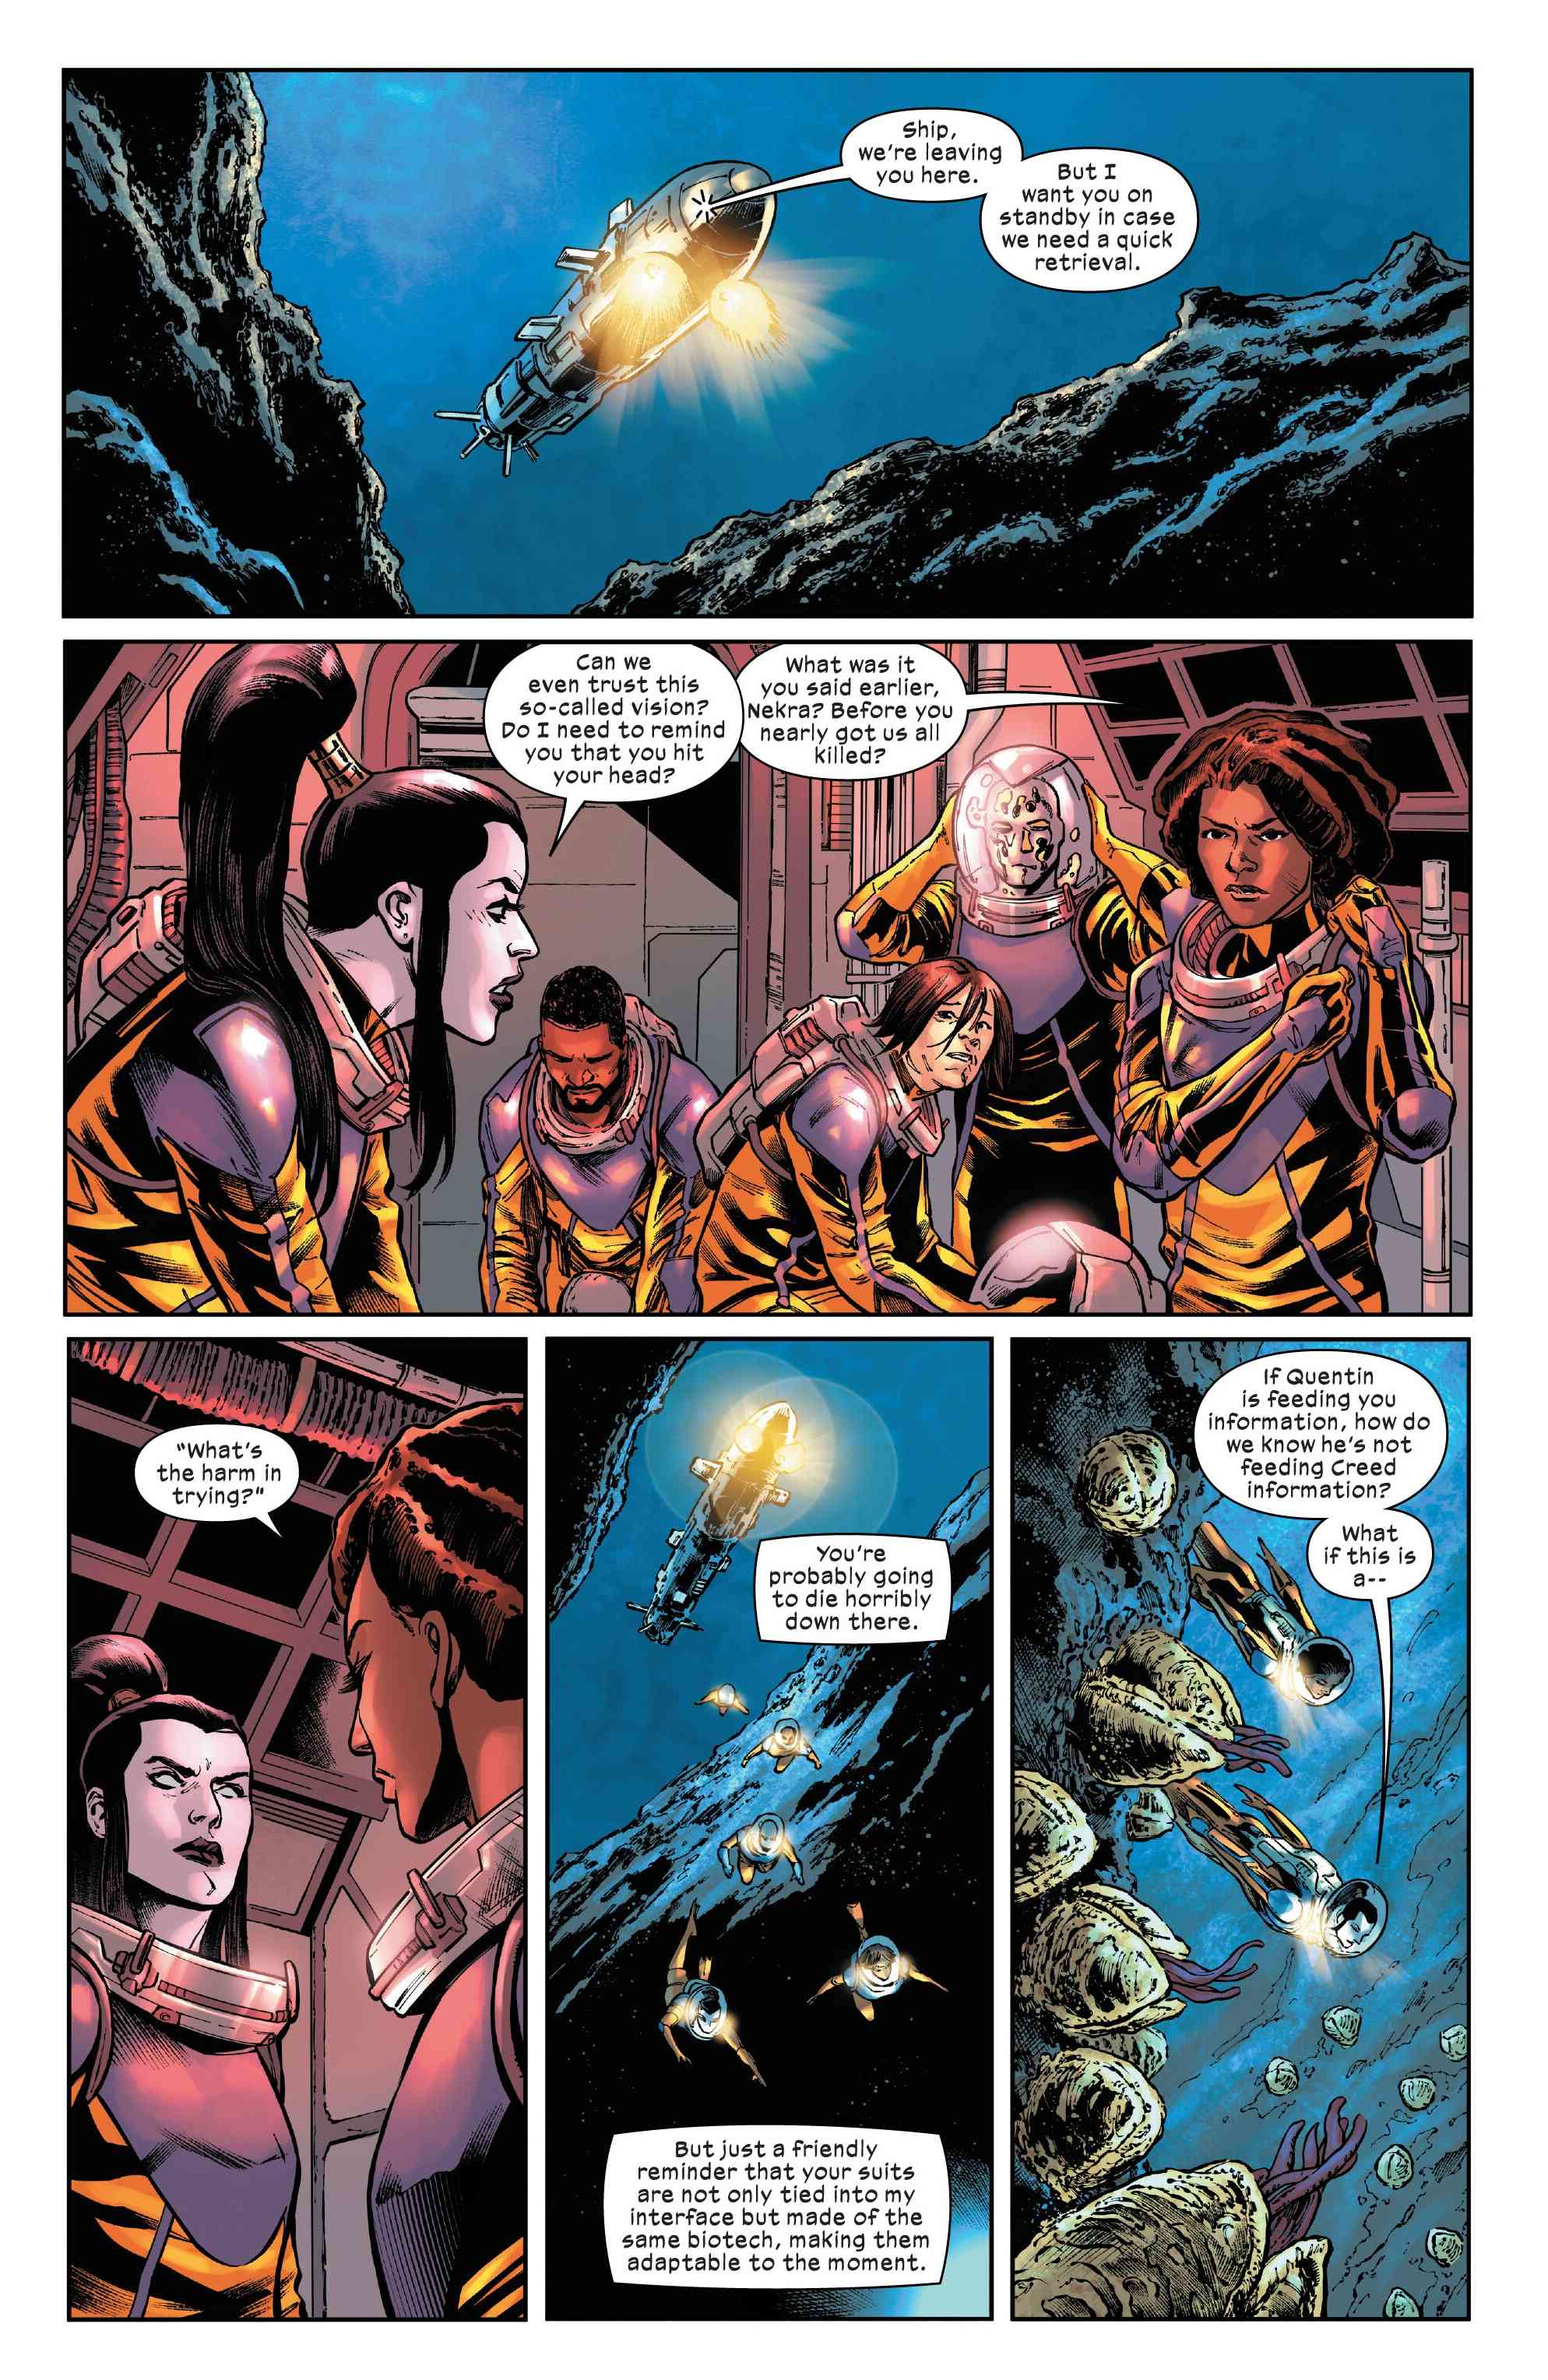 Ship,
we're leaving
you here.
But I
want you on
standby in case
we need a quick
retrieval.
Can we
even trust this
so-called vision?
Do I need to remind
you that you hit
your head?
What was it
you said earlier,
Nekra? Before you
nearly got us all
killed?
"What's
the harm in
trying?"
You're
probably going
to die horribly
down there.
But just a friendly
reminder that your suits
are not only tied into my
interface but made of the
same biotech, making them
adaptable to the moment.
If Quentin
is feeding you
information, how do
we know he's not
feeding Creed
information?
What
if this is
a--